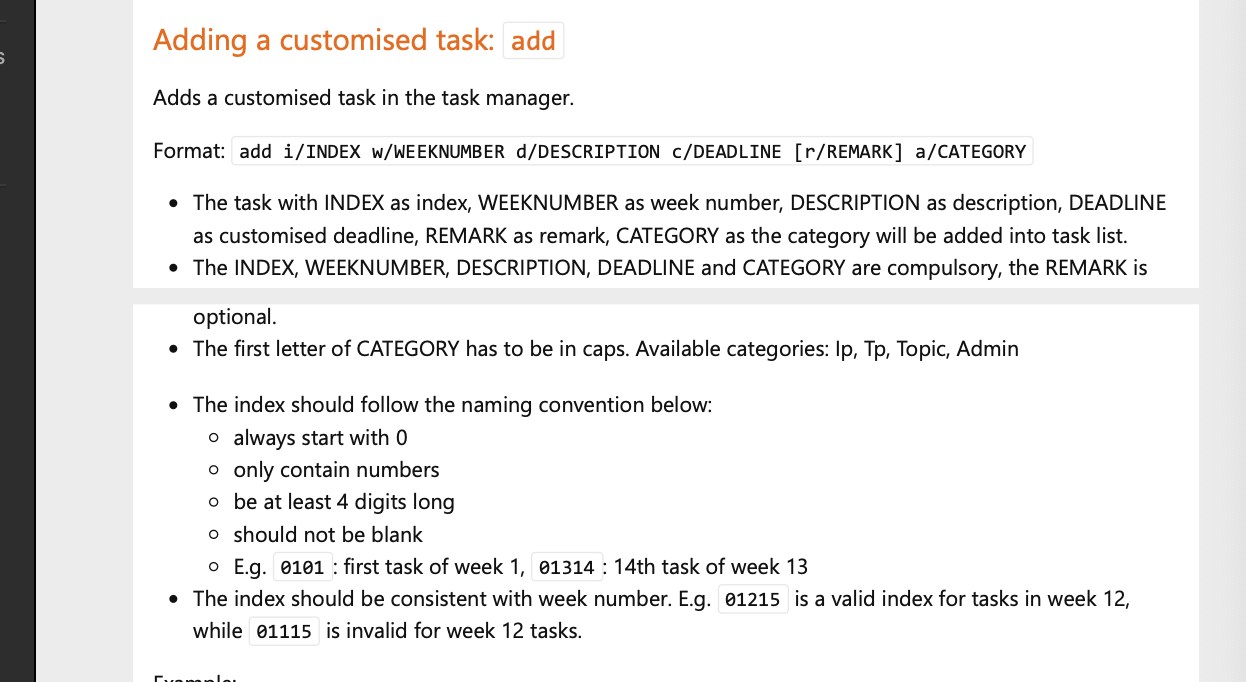 Adding a customised task: add
Adds a customised task in the task manager.
Format: add i/INDEX w/WEEKNUMBER d/DESCRIPTION c/DEADLINE [r/REMARK] a/CATEGORY
The task with INDEX as index, WEEKNUMBER as week number, DESCRIPTION as description, DEADLINE
as customised deadline, REMARK as remark, CATEGORY as the category will be added into task list.
The INDEX, WEEKNUMBER, DESCRIPTION, DEADLINE and CATEGORY are compulsory, the REMARK is
optional.
The first letter of CATEGORY has to be in caps. Available categories: Ip, Tp, Topic, Admin
The index should follow the naming convention below:
always start with 0
only contain numbers
be at least 4 digits long
should not be blank
E.g. 0101 : first task of week 1, 01314 : 14th task of week 13
The index should be consistent with week number. E.g. 01215 is a valid index for tasks in week 12,
while 01115 is invalid for week 12 tasks.
Example: